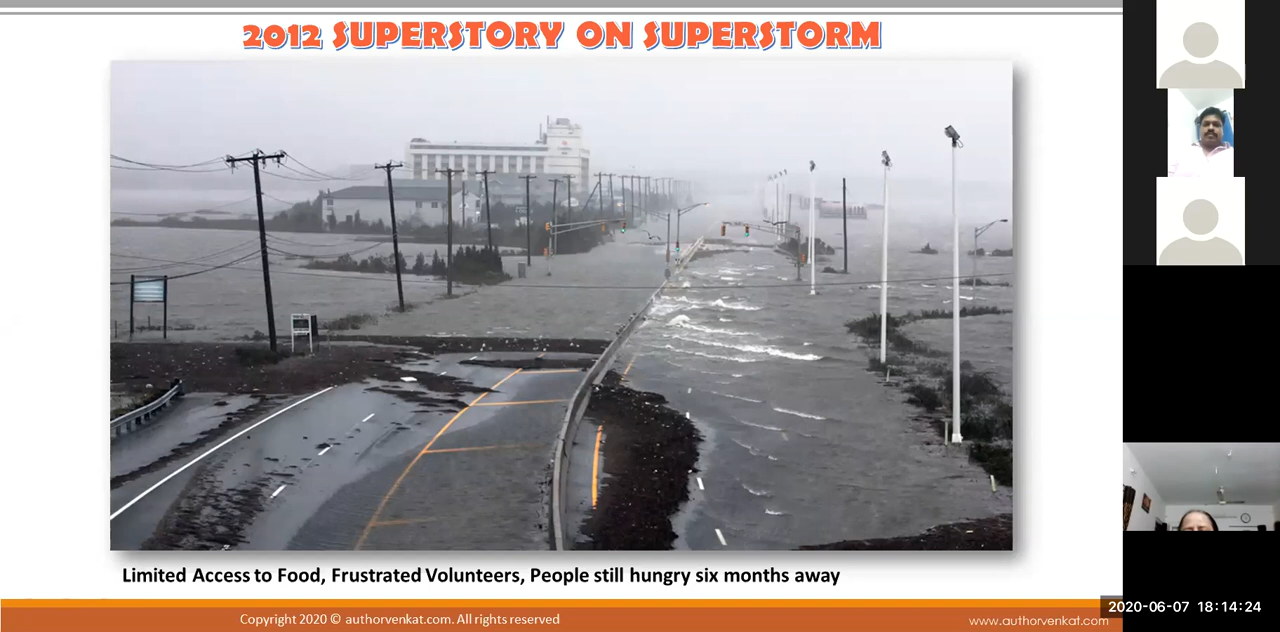 2012 SUPERSTORY ON SUPERSTORM
Limited Access to Food, Frustrated Volunteers, People still hungry six months away
Copyright 2020 © authorvenkat.com. All rights reserved
www.authorvenkat.com
2020-06-07 18:14:24